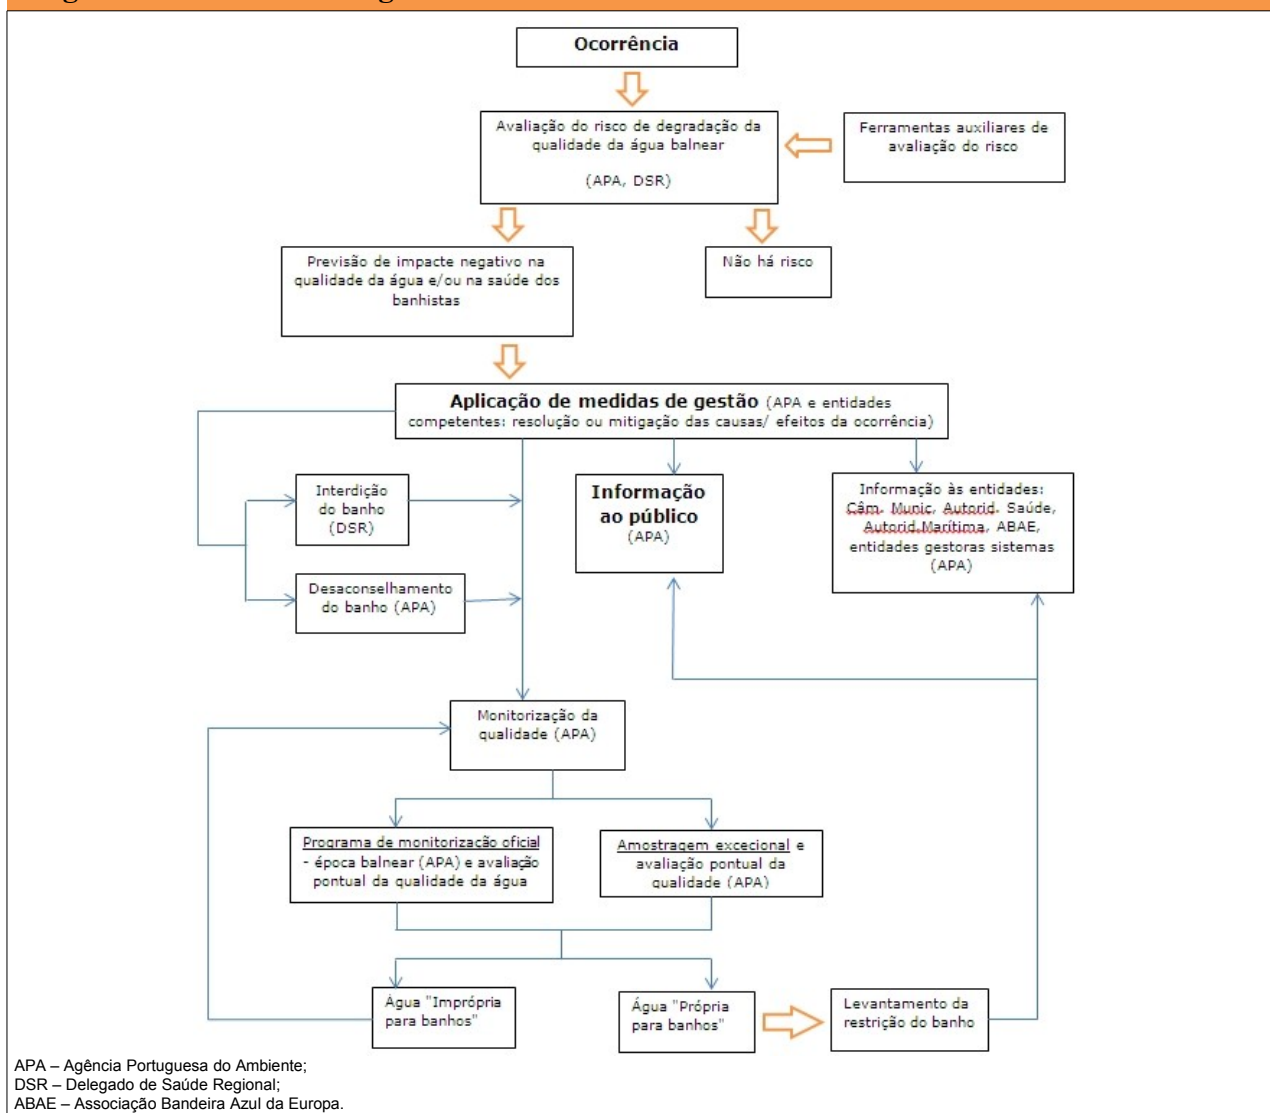 Ocorrência
Avaliação do risco de degradação da
qualidade da água balnear
(APA, DSR)
Ferramentas auxiliares de
avaliação do risco
Previsão de impacte negativo na
qualidade da água e/ou na saúde dos
banhistas
Não há risco
Aplicação de medidas de gestão (APA e entidades
competentes: resolução ou mitigação das causas/ efeitos da ocorrência)
Interdição
do banho
(DSR)
Desaconselhamento
do banho (APA)
Informação
ao público
(APA)
Informação às entidades:
Câm. Munic, Autorid. Saúde,
Autorid.Marítima, ABAE,
entidades gestoras sistemas
(APA)
Monitorização da
qualidade (APA)
Programa de monitorização oficial
- época balnear (APA) e avaliação
pontual da qualidade da água
Amostragem excecional e
avaliação pontual da
qualidade (APA)
Água "Imprópria
para banhos"
Água "Própria
para banhos"
Levantamento da
restrição do banho
APA – Agência Portuguesa do Ambiente;
DSR – Delegado de Saúde Regional;
ABAE – Associação Bandeira Azul da Europa.